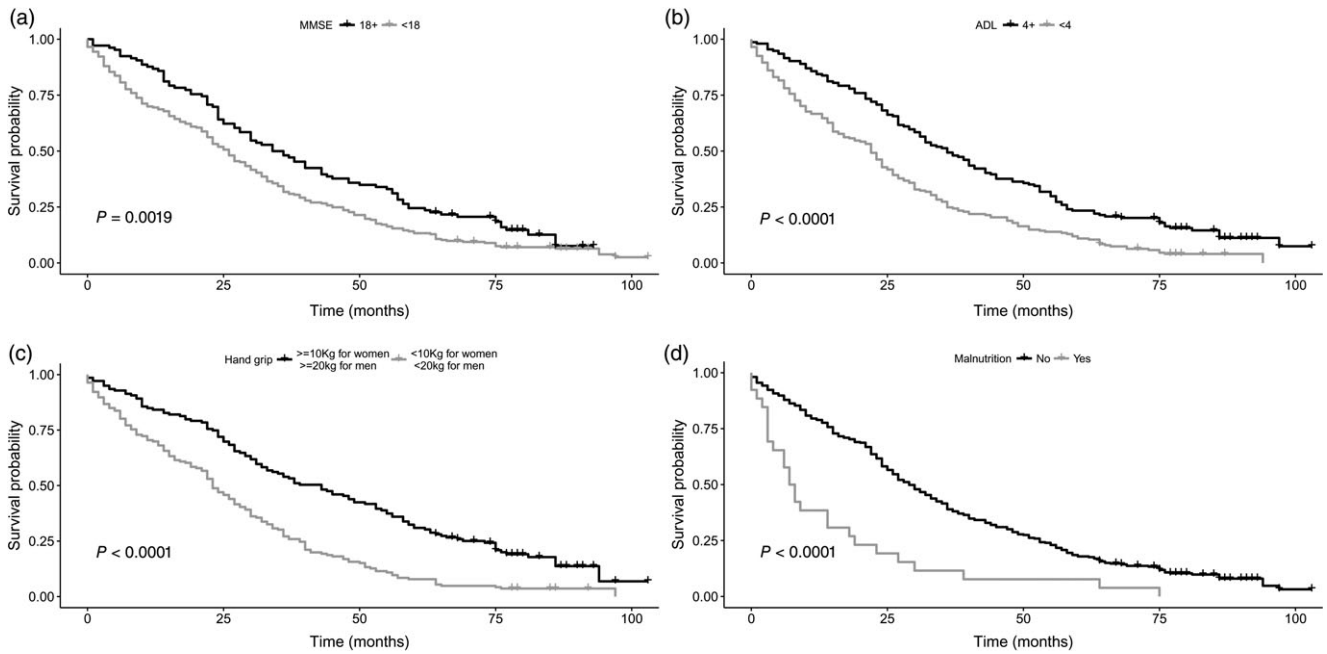 (a)
MMSE 18+ <18
Survival probability
1.00
0.75
0.50
0.25
0.00
P = 0.0019
0 25 50 75 100
Time (months)
(b)
ADL 4+ <4
Survival probability
1.00
0.75
0.50
0.25
0.00
P < 0.0001
0 25 50 75 100
Time (months)
(c)
Hand grip >=10Kg for women <10Kg for women
>=20kg for men <20kg for men
Survival probability
1.00
0.75
0.50
0.25
0.00
P < 0.0001
0 25 50 75 100
Time (months)
(d)
Malnutrition No Yes
Survival probability
1.00
0.75
0.50
0.25
0.00
P < 0.0001
0 25 50 75 100
Time (months)